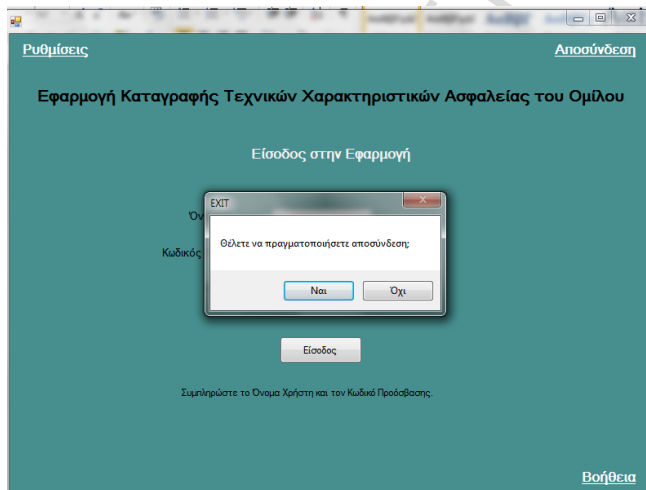 Ρυθμίσεις
Αποσύνδεση
Εφαρμογή Καταγραφής Τεχνικών Χαρακτηριστικών Ασφαλείας του Ομίλου
Είσοδος στην Εφαρμογή
EXIT
Θέλετε να πραγματοποιήσετε αποσύνδεση;
Κωδικός
Ναι
Όχι
Είσοδος
Συμπληρώστε το Όνομα Χρήστη και τον Κωδικό Πρόσβασης.
Βοήθεια